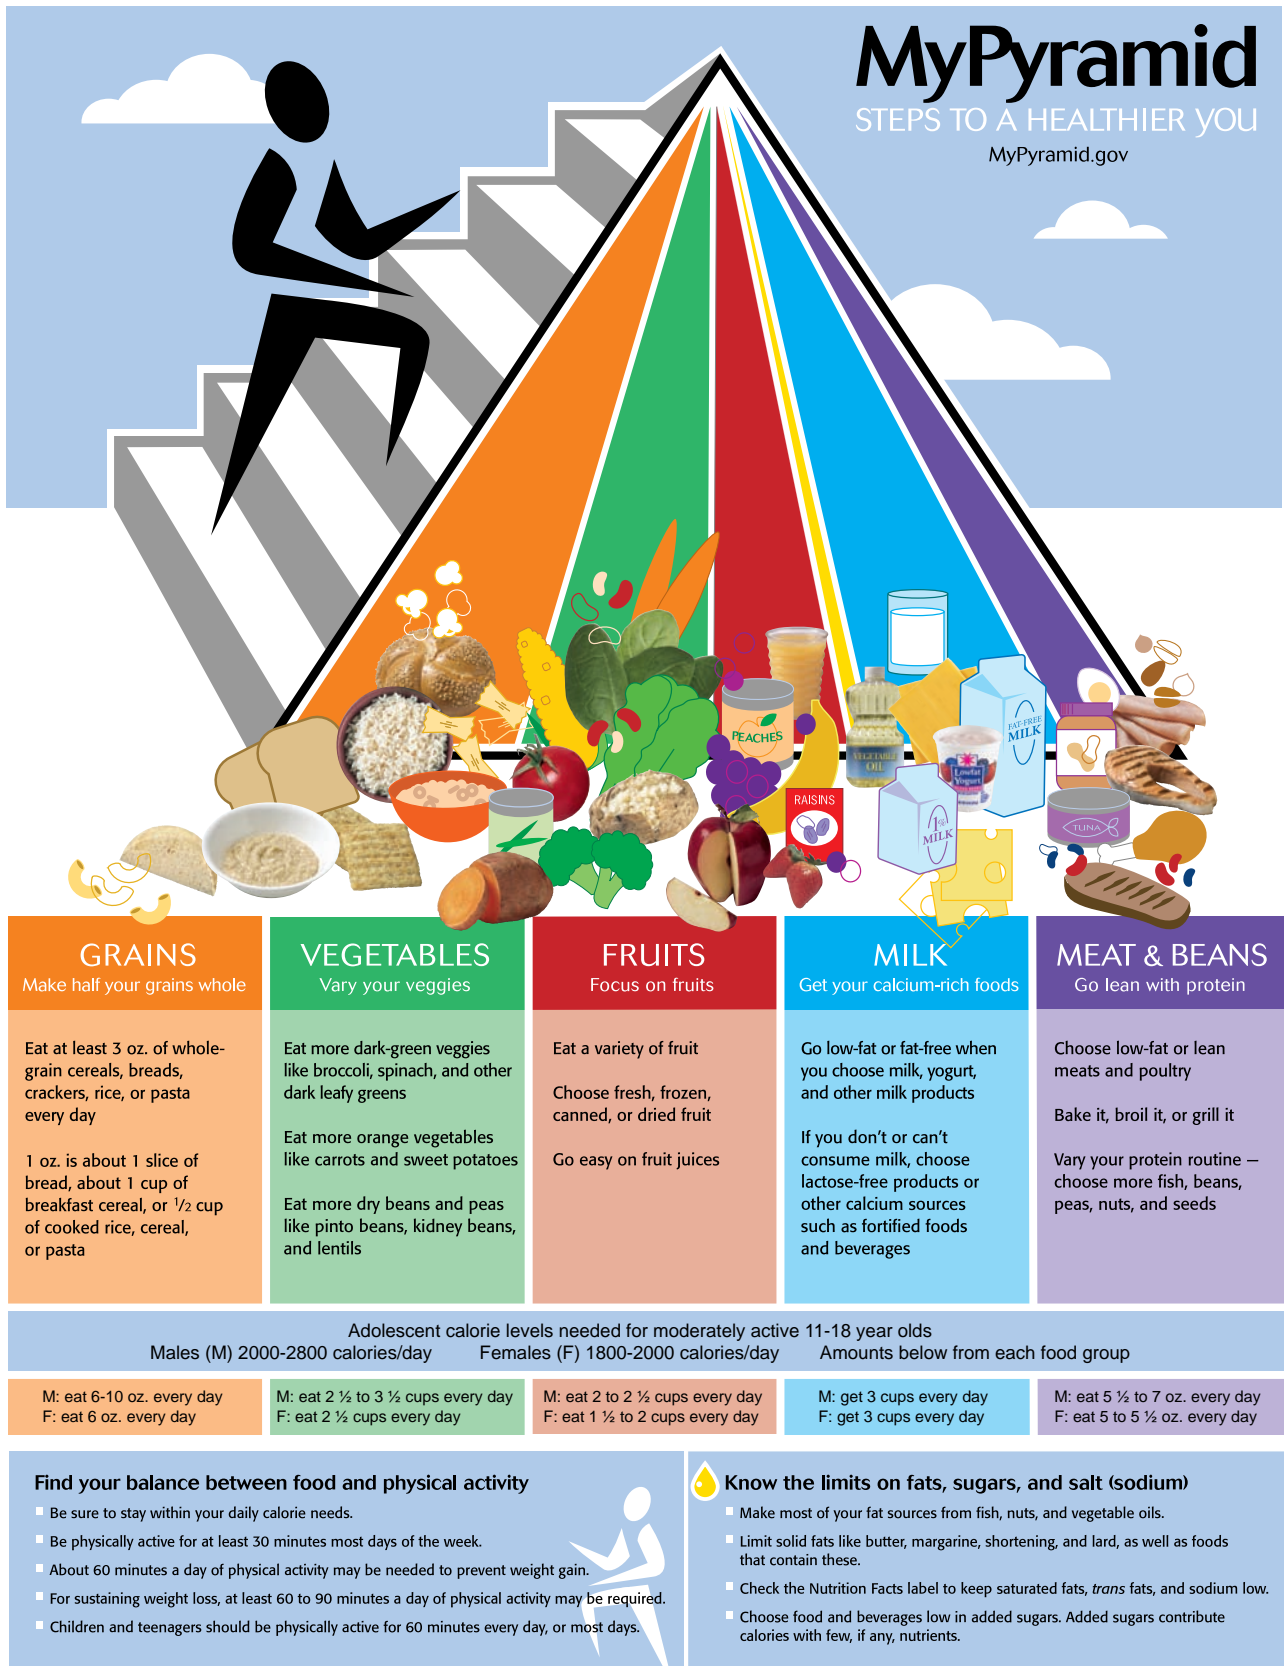 MyPyramid
STEPS TO A HEALTHIER YOU
MyPyramid.gov
PEACHES
VEGETABLE
OIL
RAISINS
FAT-FREE
MILK
Lowfat
Yogurt
1%
MILK
TUNA
GRAINS
Make half your grains whole
Eat at least 3 oz. of whole-
grain cereals, breads,
crackers, rice, or pasta
every day
1 oz. is about 1 slice of
bread, about 1 cup of
breakfast cereal, or 1/2 cup
of cooked rice, cereal,
or pasta
VEGETABLES
Vary your veggies
Eat more dark-green veggies
like broccoli, spinach, and other
dark leafy greens
Eat more orange vegetables
like carrots and sweet potatoes
Eat more dry beans and peas
like pinto beans, kidney beans,
and lentils
FRUITS
Focus on fruits
Eat a variety of fruit
Choose fresh, frozen,
canned, or dried fruit
Go easy on fruit juices
MILK
Get your calcium-rich foods
Go low-fat or fat-free when
you choose milk, yogurt,
and other milk products
If you don’t or can’t
consume milk, choose
lactose-free products or
other calcium sources
such as fortified foods
and beverages
MEAT & BEANS
Go lean with protein
Choose low-fat or lean
meats and poultry
Bake it, broil it, or grill it
Vary your protein routine —
choose more fish, beans,
peas, nuts, and seeds
Adolescent calorie levels needed for moderately active 11-18 year olds
Males (M) 2000-2800 calories/day Females (F) 1800-2000 calories/day Amounts below from each food group
M: eat 6-10 oz. every day
F: eat 6 oz. every day
M: eat 2 ½ to 3 ½ cups every day
F: eat 2 ½ cups every day
M: eat 2 to 2 ½ cups every day
F: eat 1 ½ to 2 cups every day
M: get 3 cups every day
F: get 3 cups every day
M: eat 5 ½ to 7 oz. every day
F: eat 5 to 5 ½ oz. every day
Find your balance between food and physical activity
Be sure to stay within your daily calorie needs.
Be physically active for at least 30 minutes most days of the week.
About 60 minutes a day of physical activity may be needed to prevent weight gain.
For sustaining weight loss, at least 60 to 90 minutes a day of physical activity may be required.
Children and teenagers should be physically active for 60 minutes every day, or most days.
Know the limits on fats, sugars, and salt (sodium)
Make most of your fat sources from fish, nuts, and vegetable oils.
Limit solid fats like butter, margarine, shortening, and lard, as well as foods
that contain these.
Check the Nutrition Facts label to keep saturated fats, trans fats, and sodium low.
Choose food and beverages low in added sugars. Added sugars contribute
calories with few, if any, nutrients.